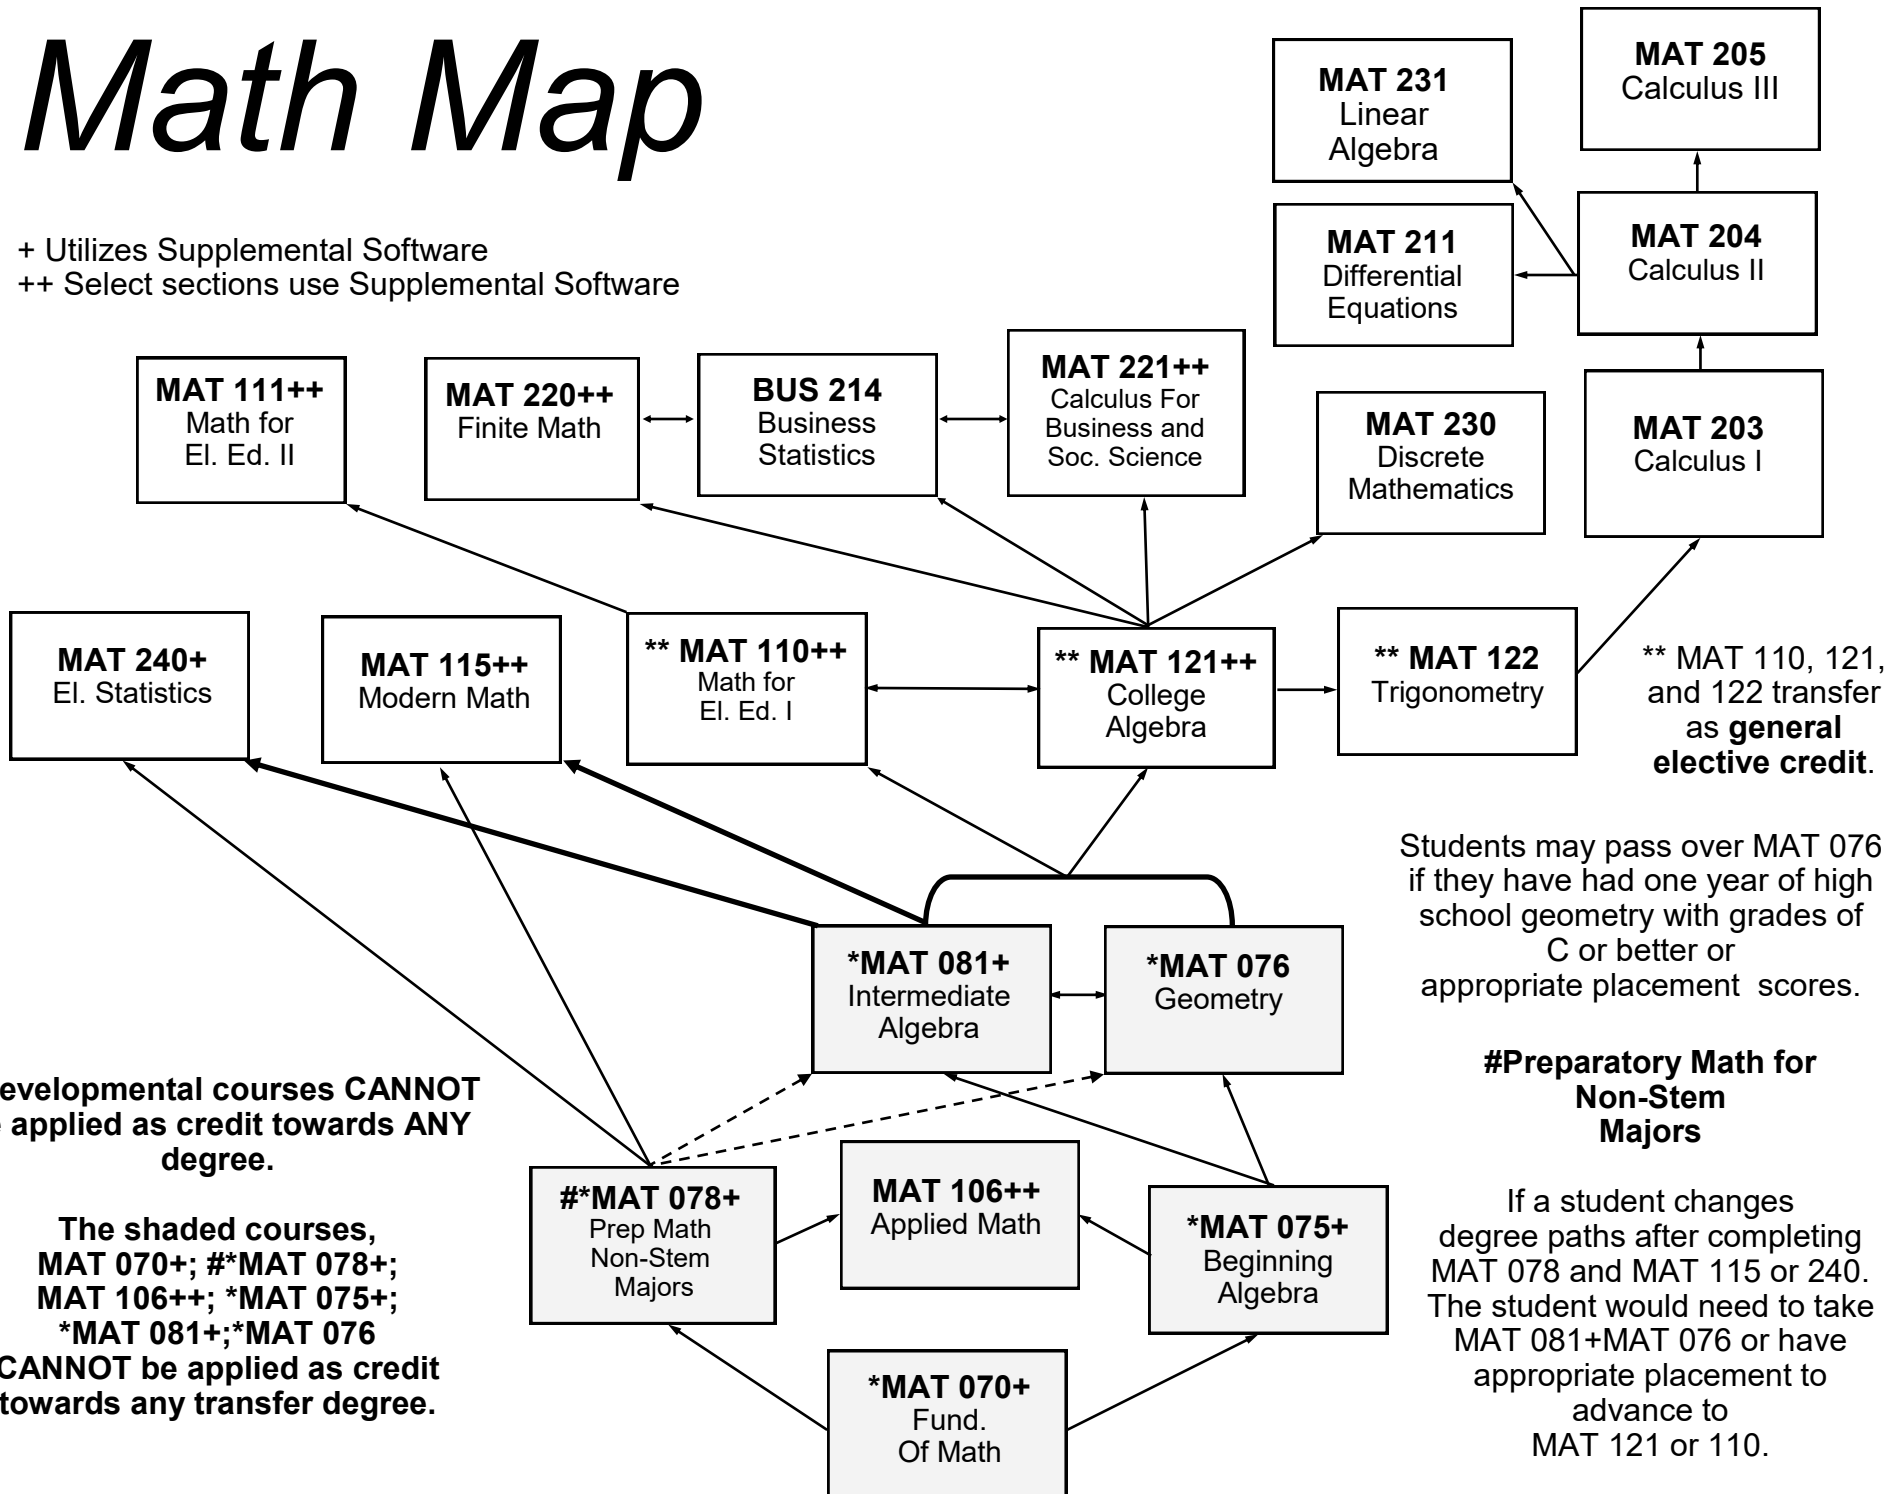 Math Map
+ Utilizes Supplemental Software
++ Select sections use Supplemental Software
MAT 231
Linear
Algebra
MAT 205
Calculus III
MAT 211
Differential
Equations
MAT 204
Calculus II
MAT 111++
Math for
El. Ed. II
MAT 220++
Finite Math
BUS 214
Business
Statistics
MAT 221++
Calculus For
Business and
Soc. Science
MAT 230
Discrete
Mathematics
MAT 203
Calculus I
MAT 240+
El. Statistics
MAT 115++
Modern Math
** MAT 110++
Math for
El. Ed. I
** MAT 121++
College
Algebra
** MAT 122
Trigonometry
** MAT 110, 121,
and 122 transfer
as general
elective credit.
Students may pass over MAT 076
if they have had one year of high
school geometry with grades of
C or better or
appropriate placement scores.
*MAT 081+
Intermediate
Algebra
*MAT 076
Geometry
evelopmental courses CANNOT
applied as credit towards ANY
degree.
The shaded courses,
MAT 070+; #*MAT 078+;
MAT 106++; *MAT 075+;
*MAT 081+;*MAT 076
CANNOT be applied as credit
towards any transfer degree.
#*MAT 078+
Prep Math
Non-Stem
Majors
MAT 106++
Applied Math
*MAT 075+
Beginning
Algebra
*MAT 070+
Fund.
Of Math
#Preparatory Math for
Non-Stem
Majors
If a student changes
degree paths after completing
MAT 078 and MAT 115 or 240.
The student would need to take
MAT 081+MAT 076 or have
appropriate placement to
advance to
MAT 121 or 110.